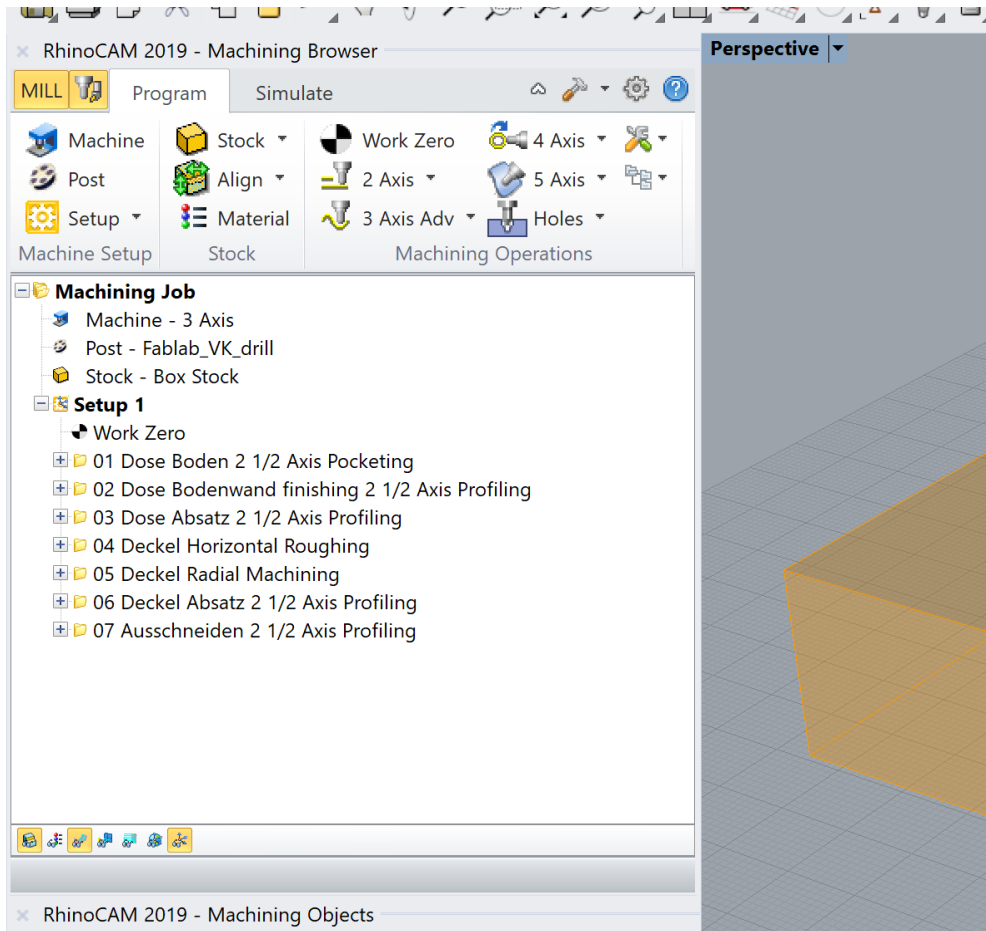 RhinoCAM 2019 - Machining Browser
Perspective
MILL Program Simulate
Machine Stock Work Zero 4 Axis
Post Align 2 Axis 5 Axis
Setup Material 3 Axis Adv Holes
Machine Setup Stock Machining Operations
Machining Job
Machine - 3 Axis
Post - Fablab_VK_drill
Stock - Box Stock
Setup 1
Work Zero
01 Dose Boden 2 1/2 Axis Pocketing
02 Dose Bodenwand finishing 2 1/2 Axis Profiling
03 Dose Absatz 2 1/2 Axis Profiling
04 Deckel Horizontal Roughing
05 Deckel Radial Machining
06 Deckel Absatz 2 1/2 Axis Profiling
07 Ausschneiden 2 1/2 Axis Profiling
RhinoCAM 2019 - Machining Objects